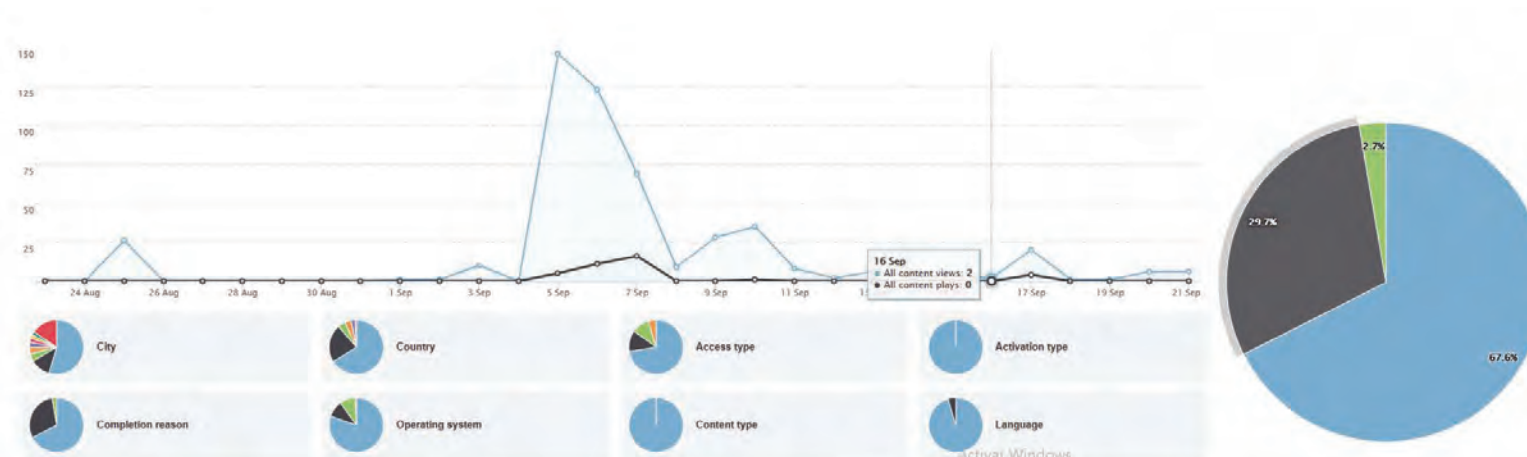 150
125
100
75
50
25
24 Aug
26 Aug
28 Aug
30 Aug
1 Sep
3 Sep
5 Sep
7 Sep
9 Sep
11 Sep
17 Sep
19 Sep
21 Sep
16 Sep
All content views: 2
All content plays: 0
2.7%
29.7%
67.6%
City
Country
Access type
Activation type
Completion reason
Operating system
Content type
Language
Activar Windows